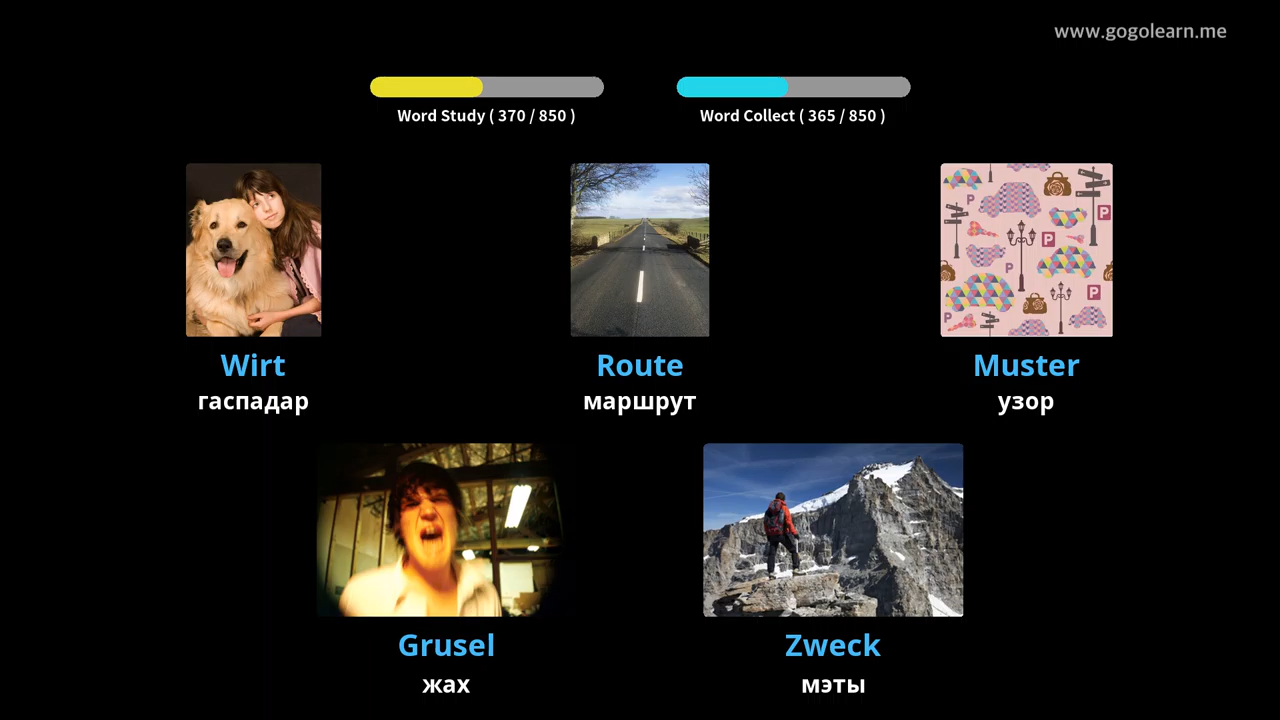 www.gogolearn.me
Word Study ( 370 / 850 )
Word Collect ( 365 / 850 )
Wirt
гаспадар
Route
маршрут
P
P
P
P
P
P
Muster
узор
Grusel
жах
Zweck
мэты